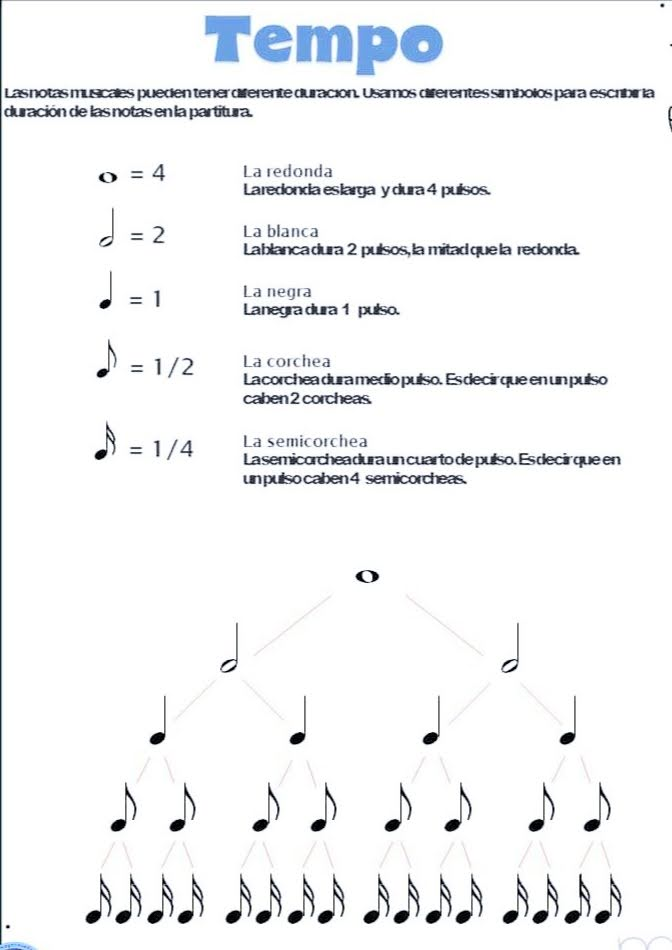 Tempo
Las notas musicales pueden tener diferente duración. Usamos diferentes símbolos para escribir la
duración de las notas en la partitura.
= 4 La redonda
La redonda es larga y dura 4 pulsos.
= 2 La blanca
La blanca dura 2 pulsos, la mitad que la redonda.
= 1 La negra
La negra dura 1 pulso.
= 1/2 La corchea
La corchea dura medio pulso. Es decir que en un pulso
caben 2 corcheas.
= 1/4 La semicorchea
La semicorchea dura un cuarto de pulso. Es decir que en
un pulso caben 4 semicorcheas.